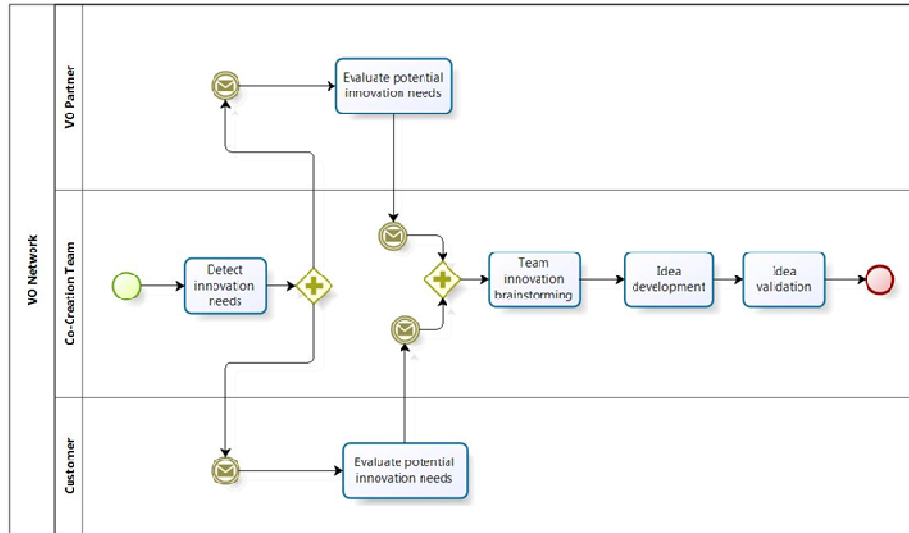 VO Network
VO Partner
Evaluate potential
innovation needs
Co-Creation Team
Detect
innovation
needs
Team
innovation
brainstorming
Idea
development
Idea
validation
Customer
Evaluate potential
innovation needs